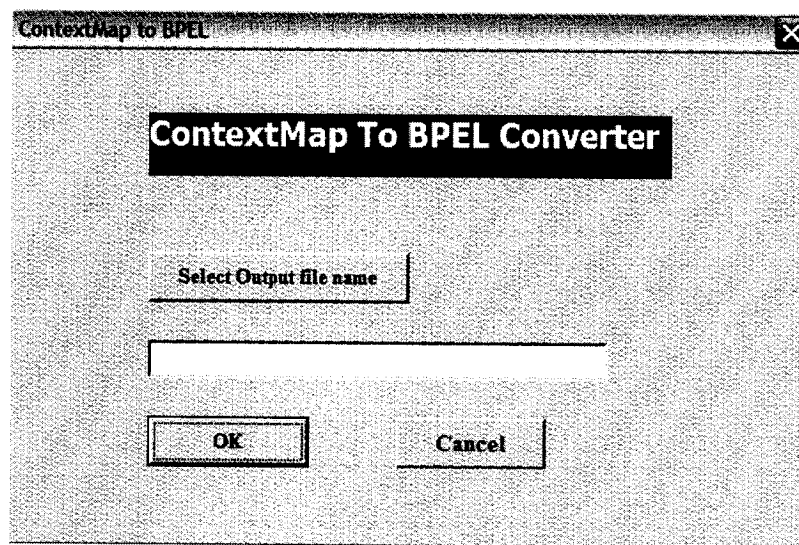 ContextMap to BPEL
ContextMap To BPEL Converter
Select Output file name
OK
Cancel